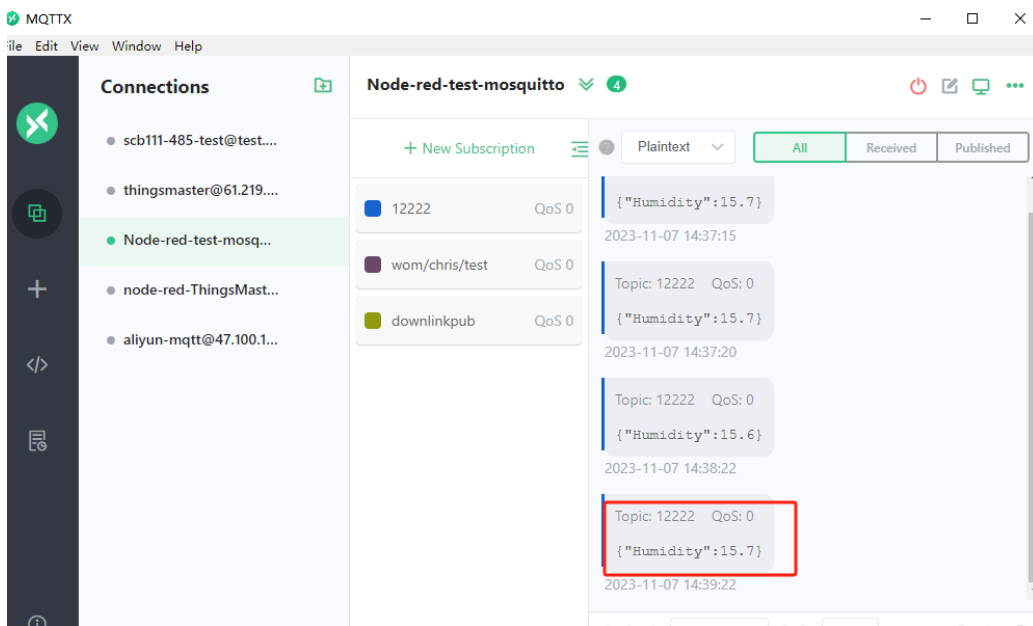 MQTTX
File Edit View Window Help
Connections
scb111-485-test@test....
thingsmaster@61.219....
Node-red-test-mosq...
node-red-ThingsMast...
aliyun-mqtt@47.100.1...
Node-red-test-mosquitto 4
+ New Subscription
12222 QoS 0
wom/chris/test QoS 0
downlinkpub QoS 0
Plaintext All Received Published
{"Humidity":15.7}
2023-11-07 14:37:15
Topic: 12222 QoS: 0
{"Humidity":15.7}
2023-11-07 14:37:20
Topic: 12222 QoS: 0
{"Humidity":15.6}
2023-11-07 14:38:22
Topic: 12222 QoS: 0
{"Humidity":15.7}
2023-11-07 14:39:22